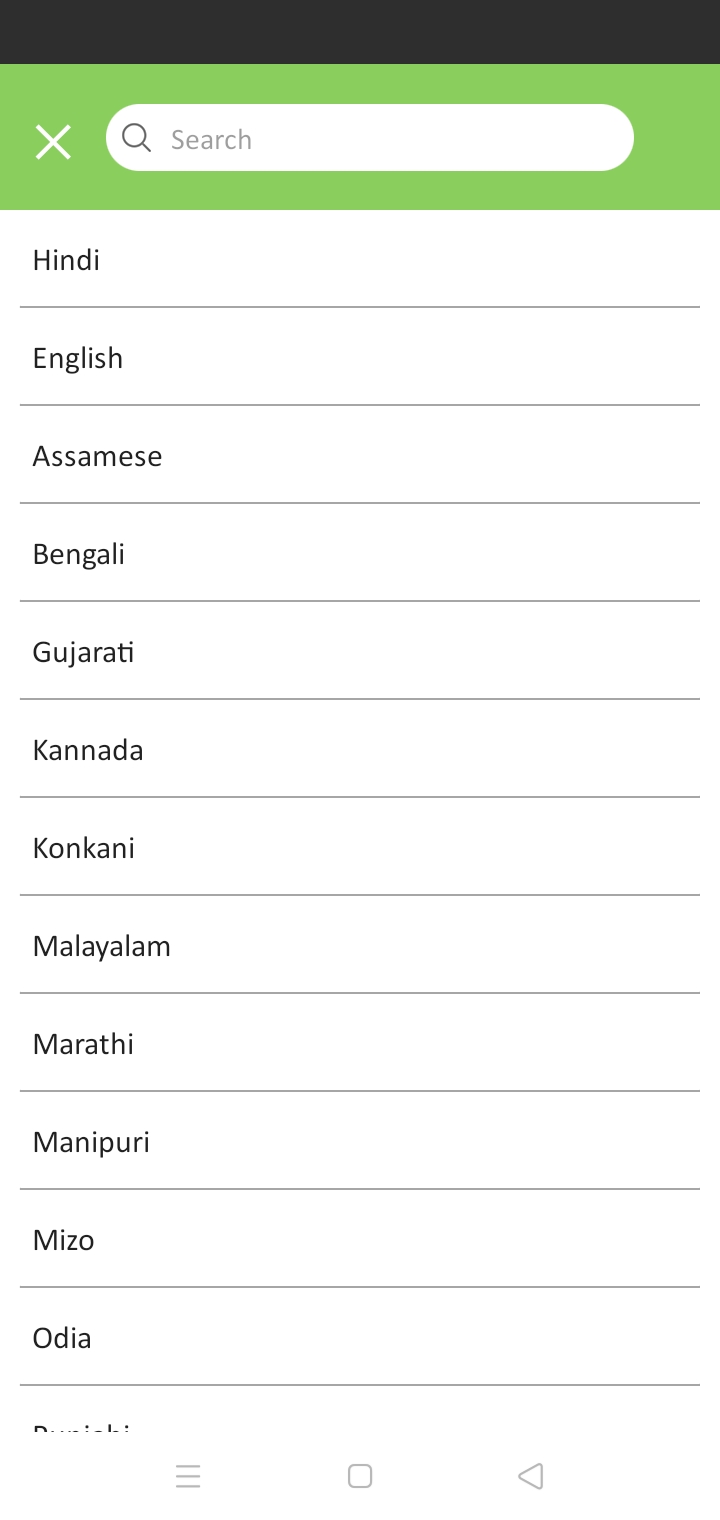 Search
Hindi
English
Assamese
Bengali
Gujarati
Kannada
Konkani
Malayalam
Marathi
Manipuri
Mizo
Odia